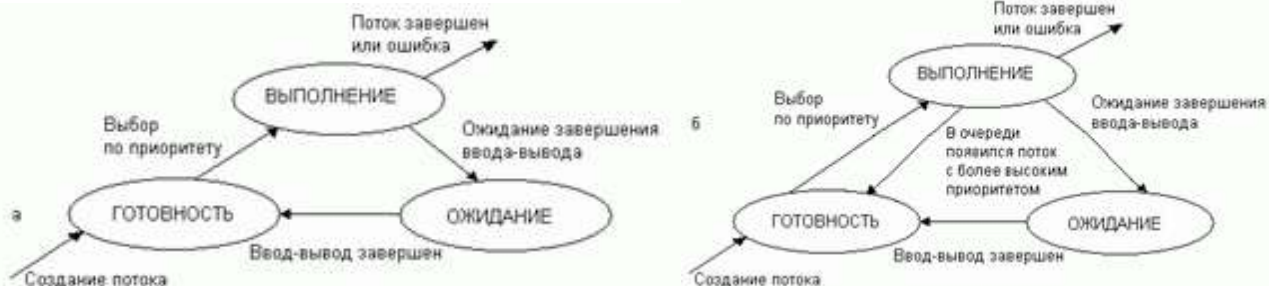 Поток завершен
или ошибка
ВЫПОЛНЕНИЕ
Выбор
по приоритету
Ожидание завершения
ввода-вывода
а
ГОТОВНОСТЬ
ОЖИДАНИЕ
Ввод-вывод завершен
Создание потока
Поток завершен
или ошибка
ВЫПОЛНЕНИЕ
Выбор
по приоритету
б
Ожидание завершения
ввода-вывода
В очереди
появился поток
с более высоким
приоритетом
ГОТОВНОСТЬ
ОЖИДАНИЕ
Ввод-вывод завершен
Создание потока